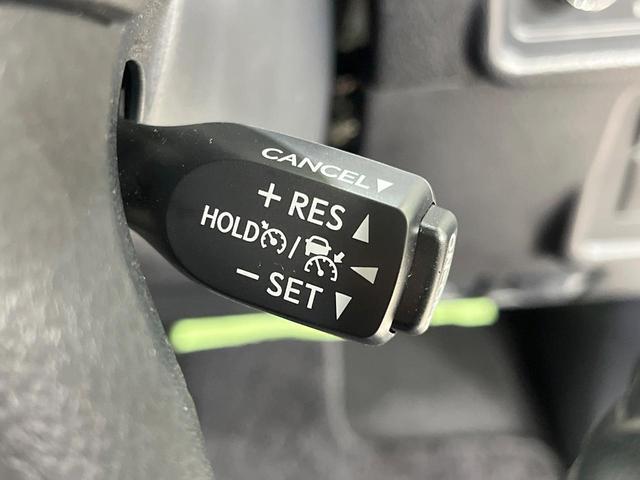 CANCEL▼
+ RES ▲
HOLD /
− SET ▼